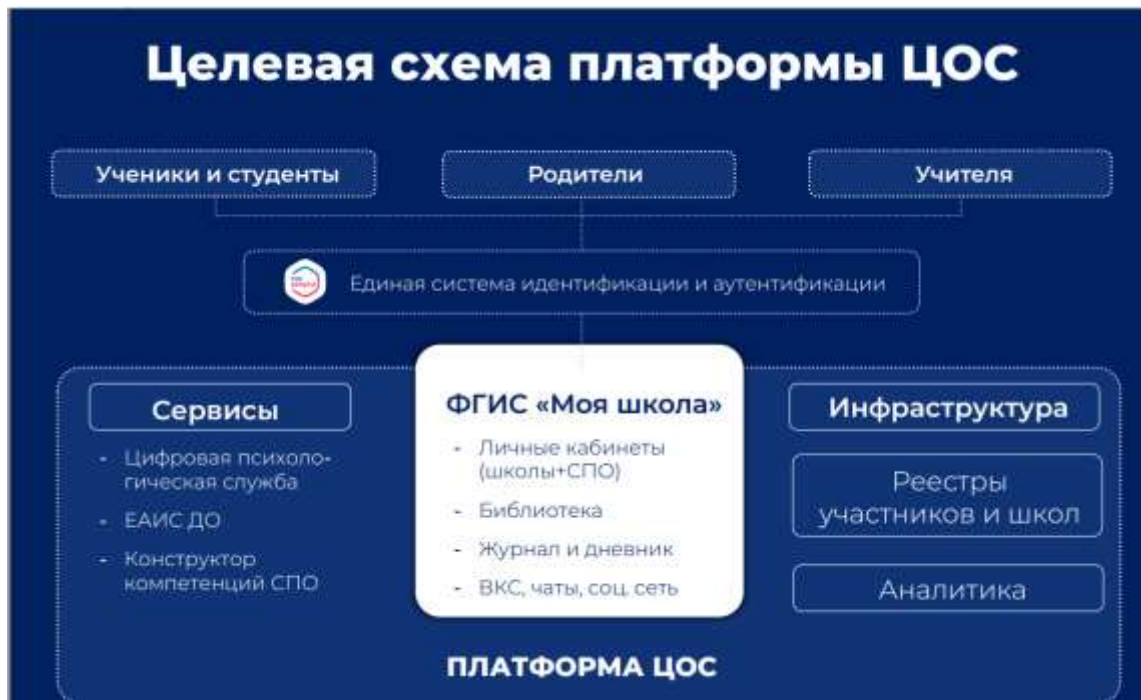 Целевая схема платформы ЦОС
Ученики и студенты
Родители
Учителя
Единая система идентификации и аутентификации
Сервисы
- Цифровая психоло-
гическая служба
- ЕАИС ДО
- Конструктор
компетенций СПО
ФГИС «Моя школа»
- Личные кабинеты
(школы+СПО)
- Библиотека
- Журнал и дневник
- ВКС, чаты, соц. сеть
Инфраструктура
Реестры
участников и школ
Аналитика
ПЛАТФОРМА ЦОС